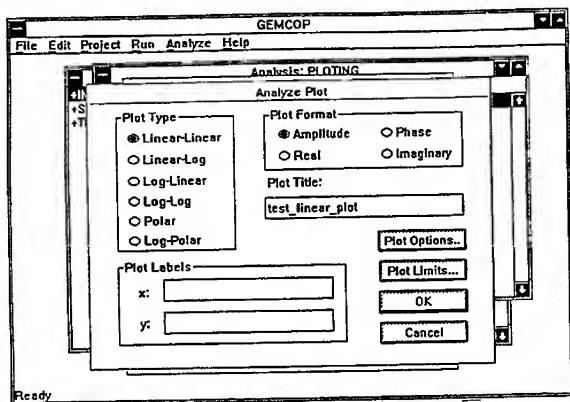 GEMCOP
File Edit Project Run Analyze Help
Analysis: PLOTING
Analyze Plot
Plot Type
Linear-Linear
Linear-Log
Log-Linear
Log-Log
Polar
Log-Polar
Plot Format
Amplitude
Phase
Real
Imaginary
Plot Title:
test_linear_plot
Plot Options..
Plot Limits...
OK
Cancel
Plot Labels
x:
y:
Ready